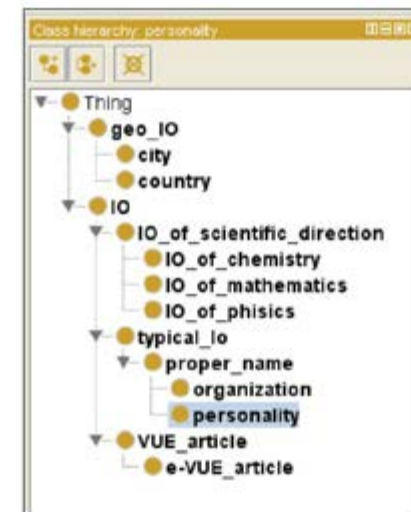 Class hierarchy: personality
Thing
geo_IO
city
country
IO
IO_of_scientific_direction
IO_of_chemistry
IO_of_mathematics
IO_of_phisics
typical_Io
proper_name
organization
personality
VUE_article
e-VUE_article